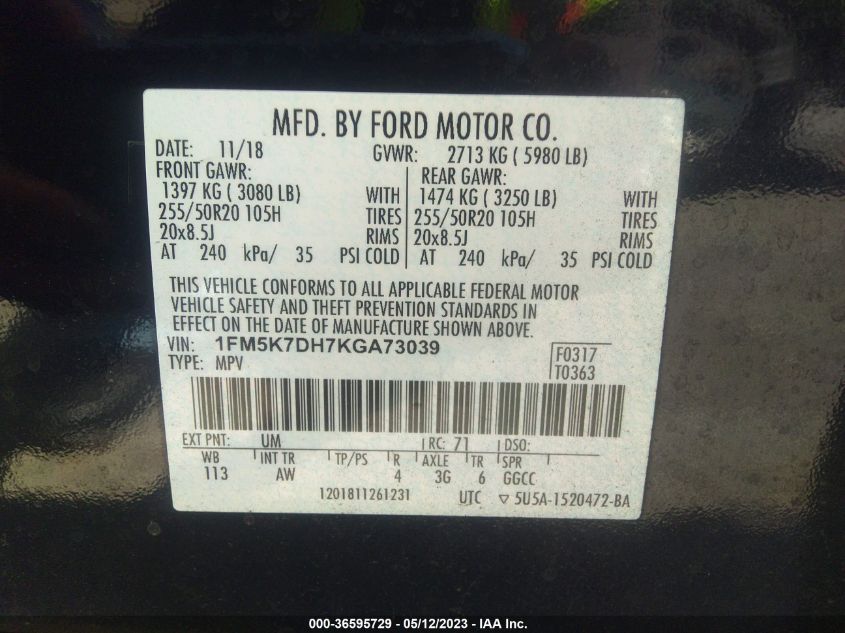 MFD. BY FORD MOTOR CO.
DATE: 11/18 GVWR: 2713 KG ( 5980 LB)
FRONT GAWR: REAR GAWR:
1397 KG ( 3080 LB) WITH 1474 KG ( 3250 LB) WITH
255/50R20 105H TIRES 255/50R20 105H TIRES
20x8.5J RIMS 20x8.5J RIMS
AT 240 kPa/ 35 PSI COLD AT 240 kPa/ 35 PSI COLD
THIS VEHICLE CONFORMS TO ALL APPLICABLE FEDERAL MOTOR
VEHICLE SAFETY AND THEFT PREVENTION STANDARDS IN
EFFECT ON THE DATE OF MANUFACTURE SHOWN ABOVE.
VIN: 1FM5K7DH7KGA73039 F0317
TYPE: MPV T0363
EXT PNT: UM RC: 71 DSO:
WB INT TR TP/PS R AXLE TR SPR
113 AW 4 3G 6 GGCC
1201811261231 UTC ▽ 5U5A-1520472-BA
000-36595729 - 05/12/2023 - IAA Inc.